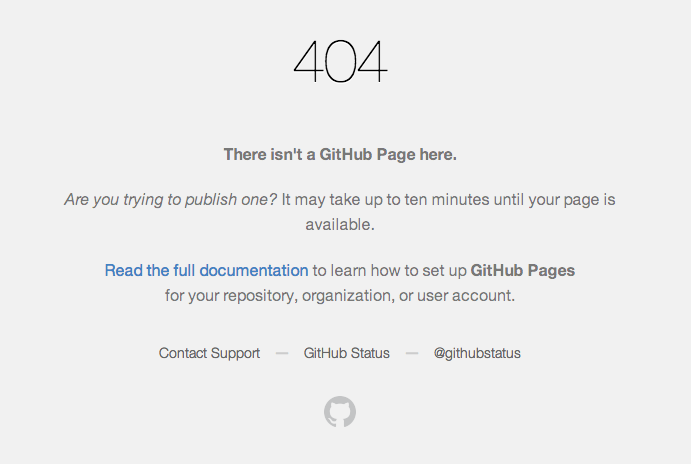 404
There isn't a GitHub Page here.
Are you trying to publish one? It may take up to ten minutes until your page is
available.
Read the full documentation to learn how to set up GitHub Pages
for your repository, organization, or user account.
Contact Support — GitHub Status — @githubstatus